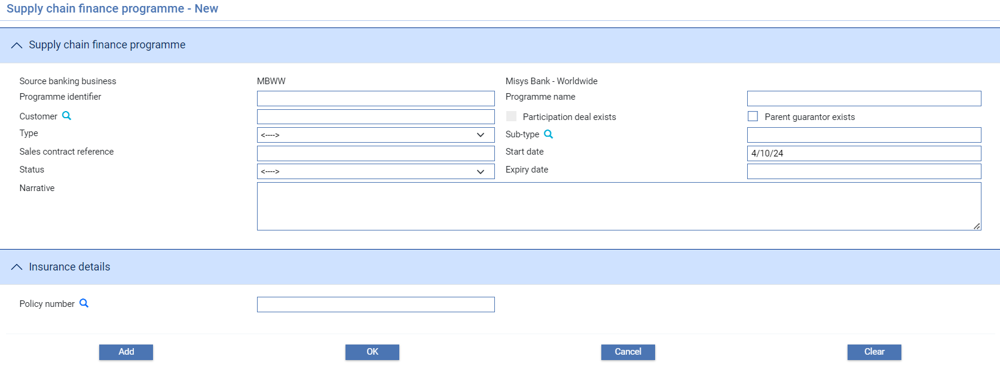 Supply chain finance programme - New
Supply chain finance programme
Source banking business MBWW Misys Bank - Worldwide
Programme identifier Programme name
Customer Participation deal exists Parent guarantor exists
Type <----> Sub-type
Sales contract reference Start date 4/10/24
Status <----> Expiry date
Narrative
Insurance details
Policy number
Add OK Cancel Clear